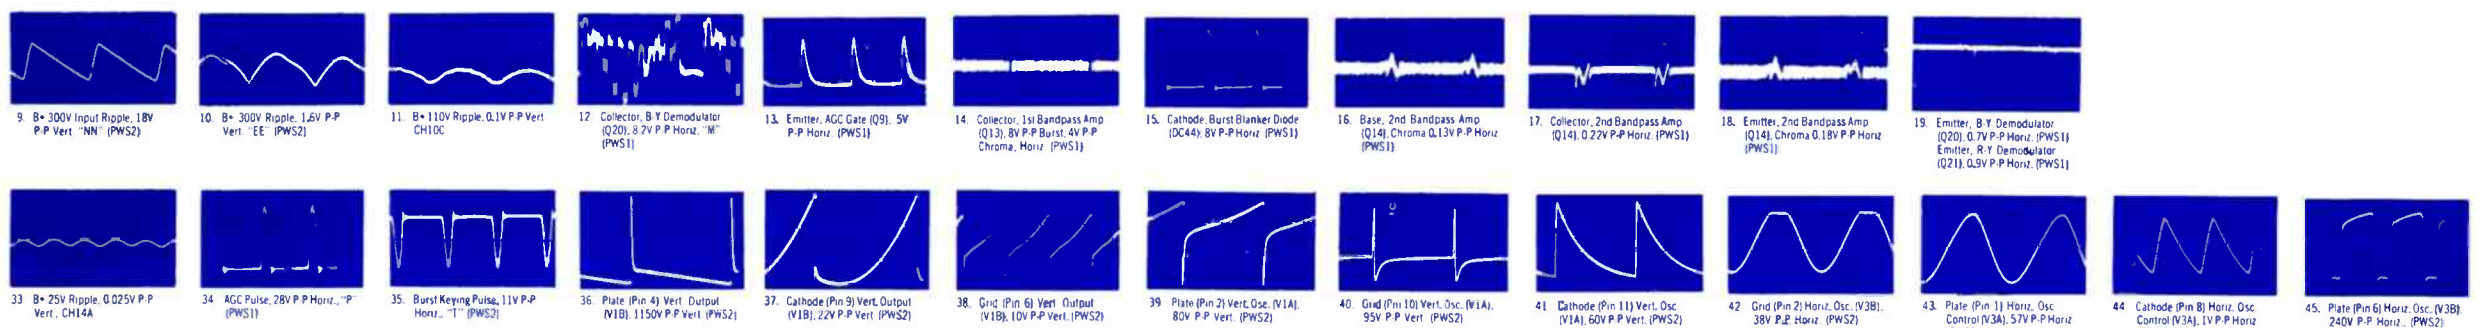 9. B+ 300V Input Ripple, 18V
P-P Vert "NN" (PWS2)
10. B+ 300V Ripple, 1.6V P-P
Vert. "EE" (PWS2)
11. B+ 110V Ripple, 0.1V P-P Vert
CH10C
12 Collector, B-Y Demodulator
(Q20), 8.2V P-P Horiz. "M"
(PWS1)
13. Emitter, AGC Gate (Q9). 5V
P-P Horiz. (PWS1)
14. Collector, 1st Bandpass Amp
(Q13), 8V P-P Burst, 4V P-P
Chroma, Horiz (PWS1)
15. Cathode, Burst Blanker Diode
(DC44), 8V P-P Horiz (PWS1)
16. Base, 2nd Bandpass Amp
(Q14), Chroma 0.13V P-P Horiz
(PWS1)
17. Collector, 2nd Bandpass Amp
(Q14), 0.22V P-P Horiz. (PWS1)
18. Emitter, 2nd Bandpass Amp
(Q14), Chroma 0.18V P-P Horiz
(PWS1)
19. Emitter, B-Y Demodulator
(Q20), 0.7V P-P Horiz. (PWS1)
Emitter, R-Y Demodulator
(Q21), 0.9V P-P Horiz. (PWS1)
33 B+ 25V Ripple, 0.025V P-P
Vert., CH14A
34 AGC Pulse, 28V P-P Horiz., "P"
(PWS1)
35. Burst Keying Pulse, 11V P-P
Horiz., "T" (PWS2)
36. Plate (Pin 4) Vert Output
(V1B), 1150V P-P Vert (PWS2)
37. Cathode (Pin 9) Vert. Output
(V1B), 22V P-P Vert (PWS2)
38. Grid (Pin 6) Vert Output
(V1B), 10V P-P Vert. (PWS2)
39 Plate (Pin 2) Vert. Osc. (V1A),
80V P-P Vert. (PWS2)
40. Grid (Pin 10) Vert. Osc. (V1A),
95V P-P Vert (PWS2)
41 Cathode (Pin 11) Vert. Osc
(V1A), 60V P-P Vert. (PWS2)
42 Grid (Pin 2) Horiz. Osc. (V3B),
38V P-P Horiz. (PWS2)
43. Plate (Pin 1) Horiz. Osc
Control (V3A), 57V P-P Horiz
44 Cathode (Pin 8) Horiz. Osc
Control (V3A), 1V P-P Horiz
45. Plate (Pin 6) Horiz. Osc. (V3B),
240V P-P Horiz., (PWS2)